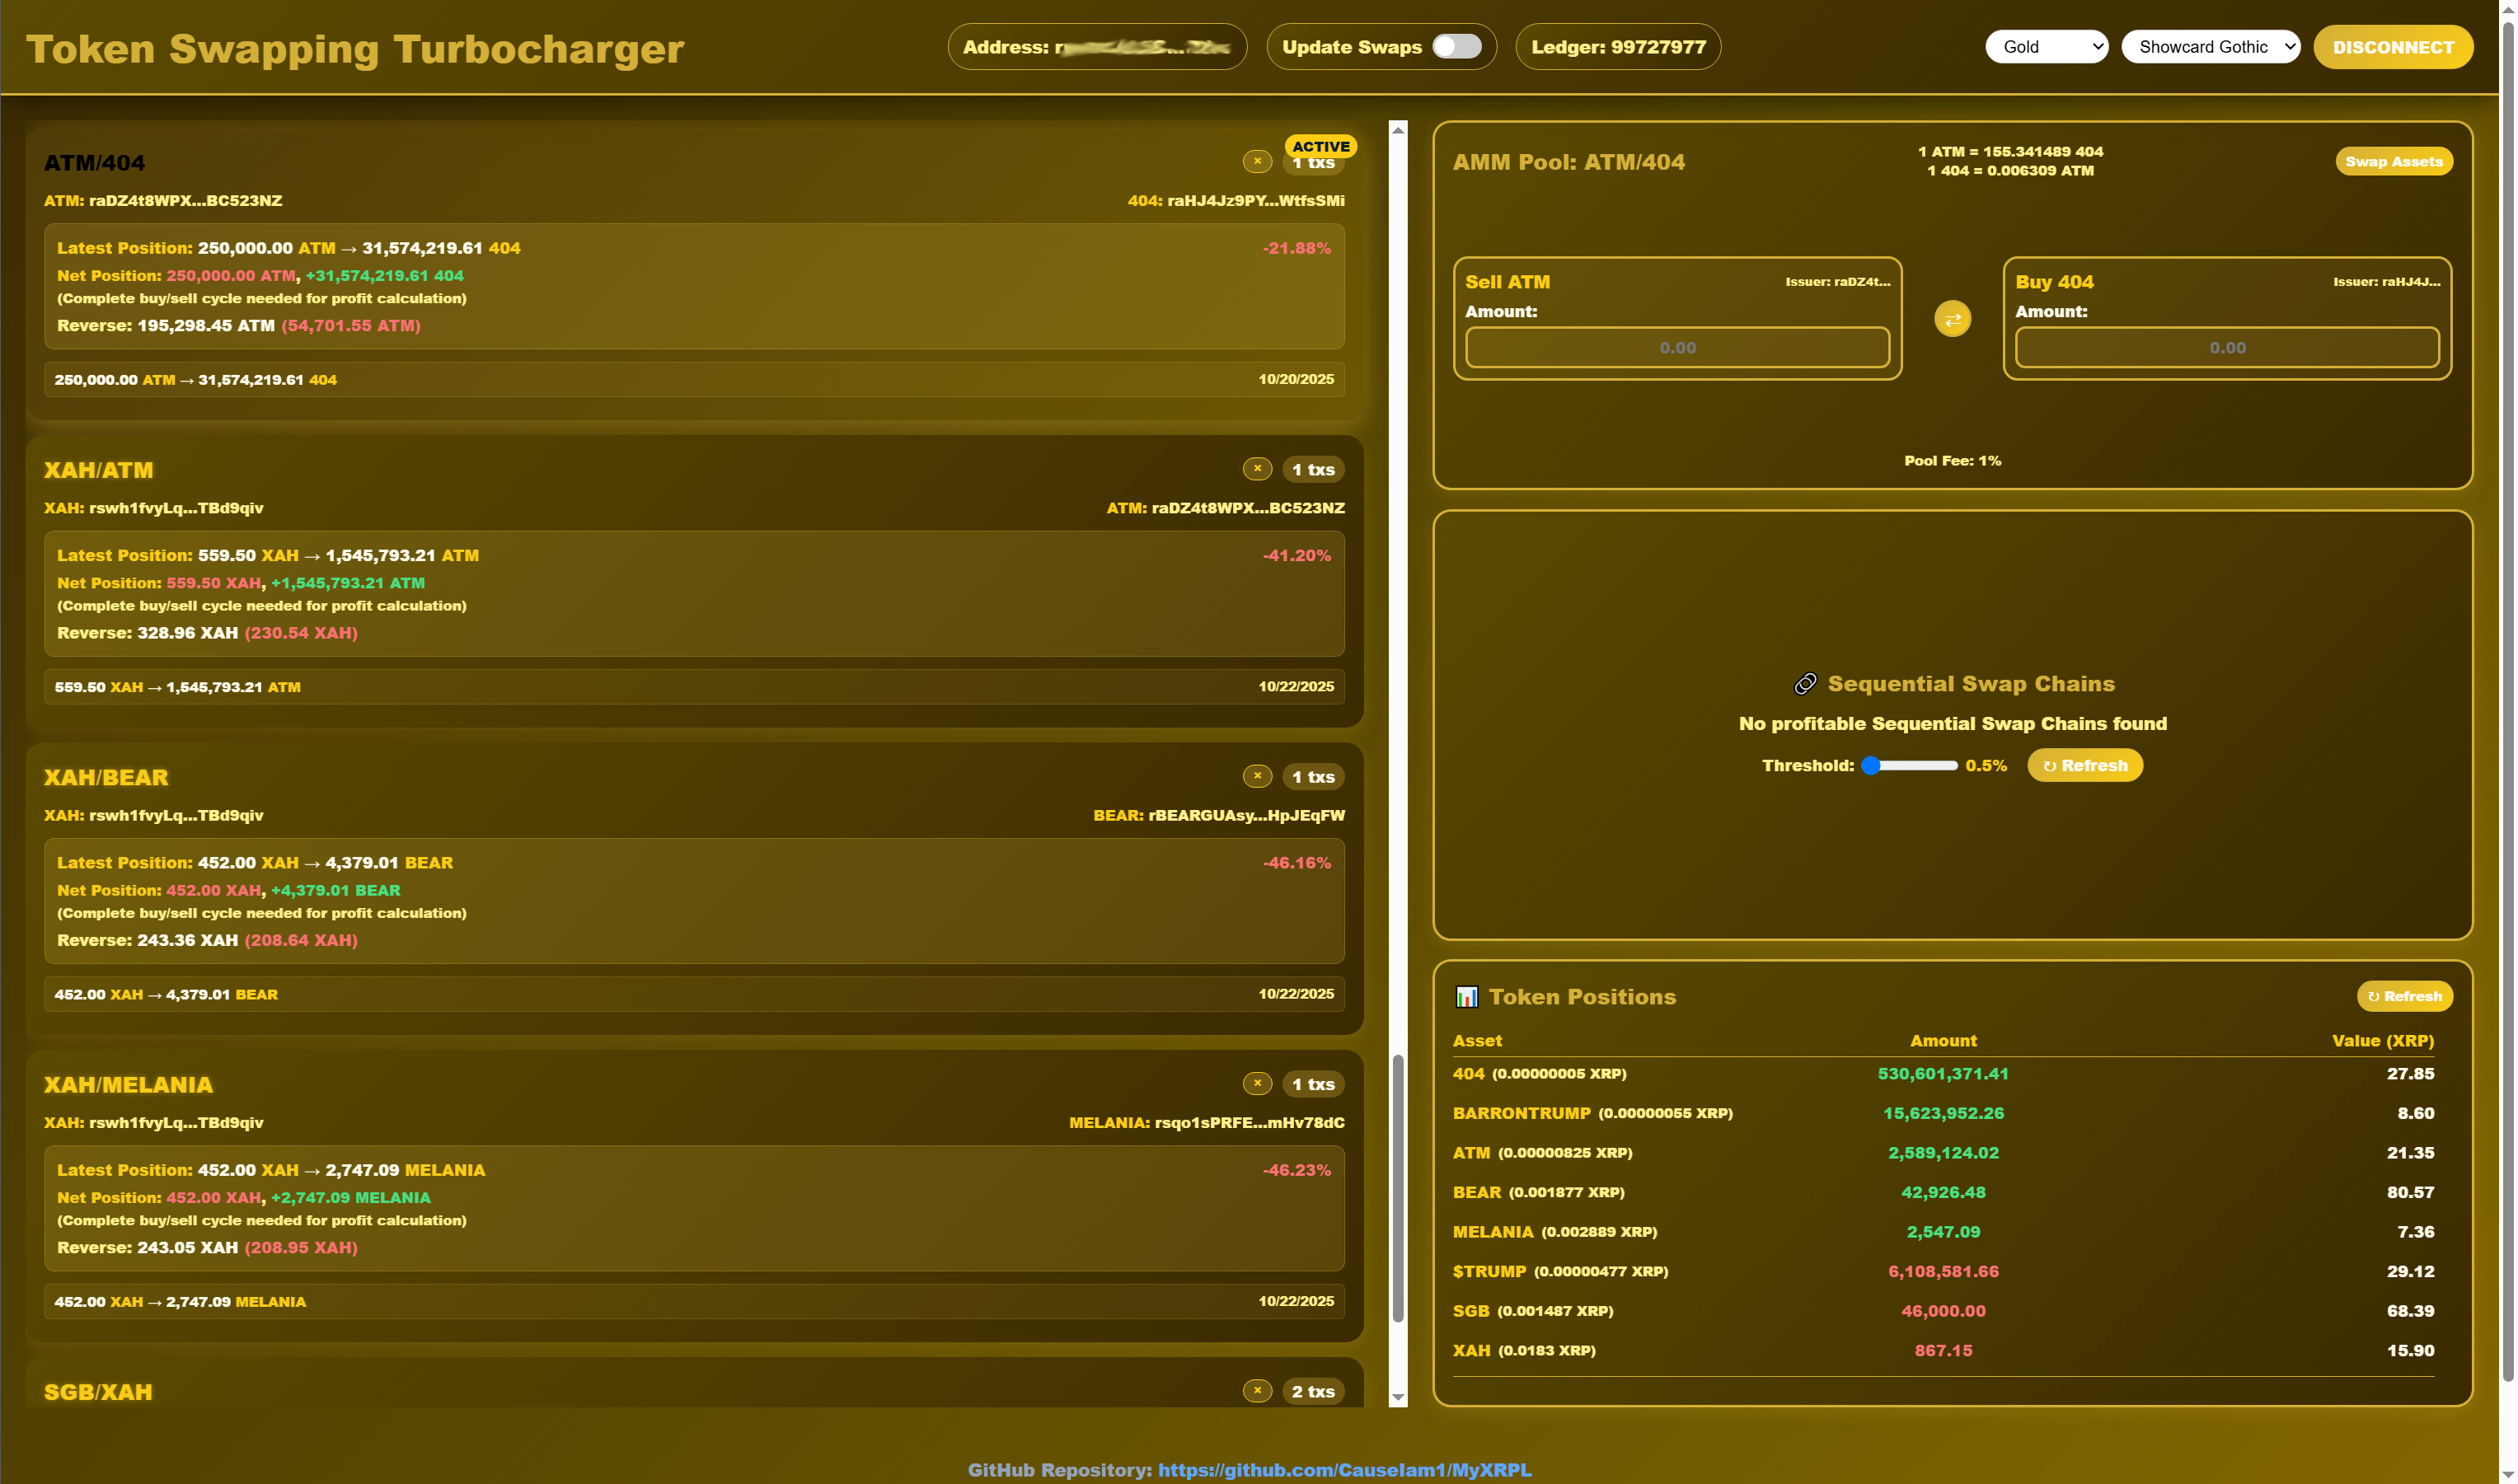 Token Swapping Turbocharger
Address:
Update Swaps
Ledger: 99727977
Gold
Showcard Gothic
DISCONNECT
ATM/404
×
1 txs
ACTIVE
ATM: raDZ4t8WPX...BC523NZ
404: raHJ4Jz9PY...WtfsSMi
Latest Position: 250,000.00 ATM → 31,574,219.61 404
-21.88%
Net Position: 250,000.00 ATM, +31,574,219.61 404
(Complete buy/sell cycle needed for profit calculation)
Reverse: 195,298.45 ATM (54,701.55 ATM)
250,000.00 ATM → 31,574,219.61 404
10/20/2025
XAH/ATM
×
1 txs
XAH: rswh1fvyLq...TBd9qiv
ATM: raDZ4t8WPX...BC523NZ
Latest Position: 559.50 XAH → 1,545,793.21 ATM
-41.20%
Net Position: 559.50 XAH, +1,545,793.21 ATM
(Complete buy/sell cycle needed for profit calculation)
Reverse: 328.96 XAH (230.54 XAH)
559.50 XAH → 1,545,793.21 ATM
10/22/2025
XAH/BEAR
×
1 txs
XAH: rswh1fvyLq...TBd9qiv
BEAR: rBEARGUAsy...HpJEqFW
Latest Position: 452.00 XAH → 4,379.01 BEAR
-46.16%
Net Position: 452.00 XAH, +4,379.01 BEAR
(Complete buy/sell cycle needed for profit calculation)
Reverse: 243.36 XAH (208.64 XAH)
452.00 XAH → 4,379.01 BEAR
10/22/2025
XAH/MELANIA
×
1 txs
XAH: rswh1fvyLq...TBd9qiv
MELANIA: rsqo1sPRFE...mHv78dC
Latest Position: 452.00 XAH → 2,747.09 MELANIA
-46.23%
Net Position: 452.00 XAH, +2,747.09 MELANIA
(Complete buy/sell cycle needed for profit calculation)
Reverse: 243.05 XAH (208.95 XAH)
452.00 XAH → 2,747.09 MELANIA
10/22/2025
SGB/XAH
×
2 txs
AMM Pool: ATM/404
1 ATM = 155.341489 404
1 404 = 0.006309 ATM
Swap Assets
Sell ATM
Issuer: raDZ4t...
Amount:
0.00
⇄
Buy 404
Issuer: raHJ4J...
Amount:
0.00
Pool Fee: 1%
🔗 Sequential Swap Chains
No profitable Sequential Swap Chains found
Threshold:
0.5%
↻ Refresh
📊 Token Positions
↻ Refresh
Asset Amount Value (XRP)
404 (0.00000005 XRP) 530,601,371.41 27.85
BARRONTRUMP (0.00000055 XRP) 15,623,952.26 8.60
ATM (0.00000825 XRP) 2,589,124.02 21.35
BEAR (0.001877 XRP) 42,926.48 80.57
MELANIA (0.002889 XRP) 2,547.09 7.36
$TRUMP (0.00000477 XRP) 6,108,581.66 29.12
SGB (0.001487 XRP) 46,000.00 68.39
XAH (0.0183 XRP) 867.15 15.90
GitHub Repository: https://github.com/CauseIam1/MyXRPL